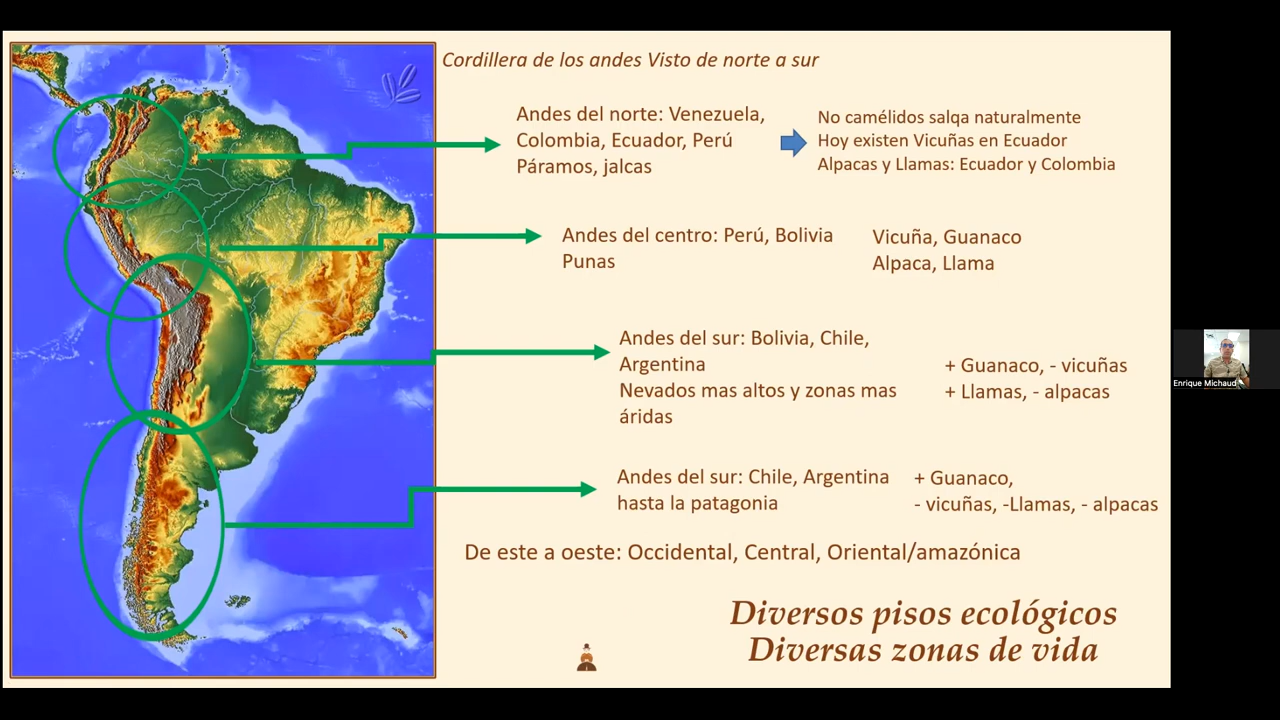 Cordillera de los andes Visto de norte a sur
Andes del norte: Venezuela,
Colombia, Ecuador, Perú
Páramos, jalcas
No camélidos salqa naturalmente
Hoy existen Vicuñas en Ecuador
Alpacas y Llamas: Ecuador y Colombia
Andes del centro: Perú, Bolivia
Punas
Vicuña, Guanaco
Alpaca, Llama
Andes del sur: Bolivia, Chile,
Argentina
Nevados mas altos y zonas mas
áridas
+ Guanaco, - vicuñas
+ Llamas, - alpacas
Andes del sur: Chile, Argentina
hasta la patagonia
+ Guanaco,
- vicuñas, -Llamas, - alpacas
De este a oeste: Occidental, Central, Oriental/amazónica
Diversos pisos ecológicos
Diversas zonas de vida
Enrique Michaud